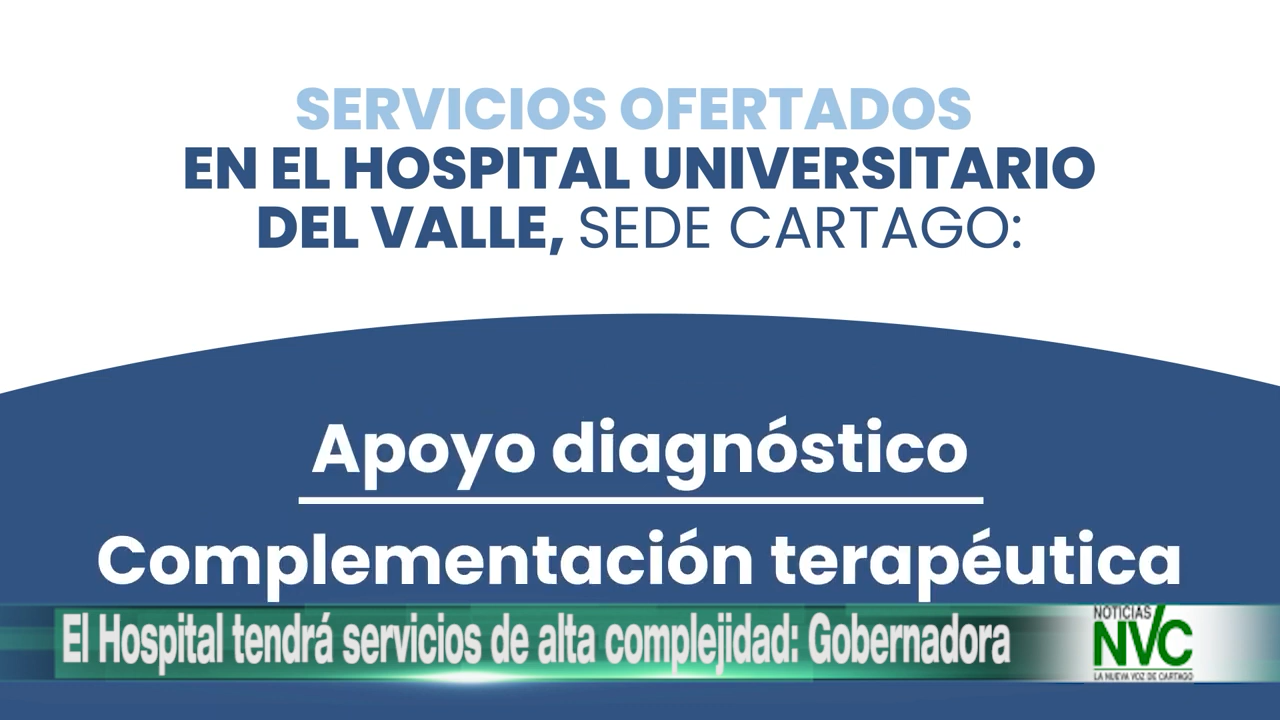 SERVICIOS OFERTADOS
EN EL HOSPITAL UNIVERSITARIO
DEL VALLE, SEDE CARTAGO:
Apoyo diagnóstico
Complementación terapéutica
El Hospital tendrá servicios de alta complejidad: Gobernadora
NOTICIAS
NVC
LA NUEVA VOZ DE CARTAGO